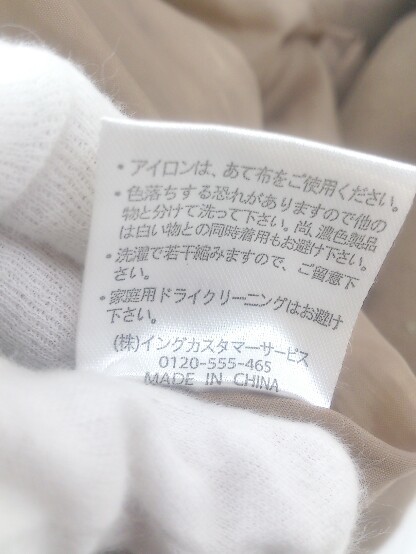 ・アイロンは、あて布をご使用ください。
・色落ちする恐れがありますので他の
物と分けて洗って下さい。尚、濃色製品
は白い物との同時着用もお避け下さい。
・洗濯で若干縮みますので、ご留意下
さい。
・家庭用ドライクリーニングはお避け
下さい。
(株)イングカスタマーサービス
0120-555-465
MADE IN CHINA